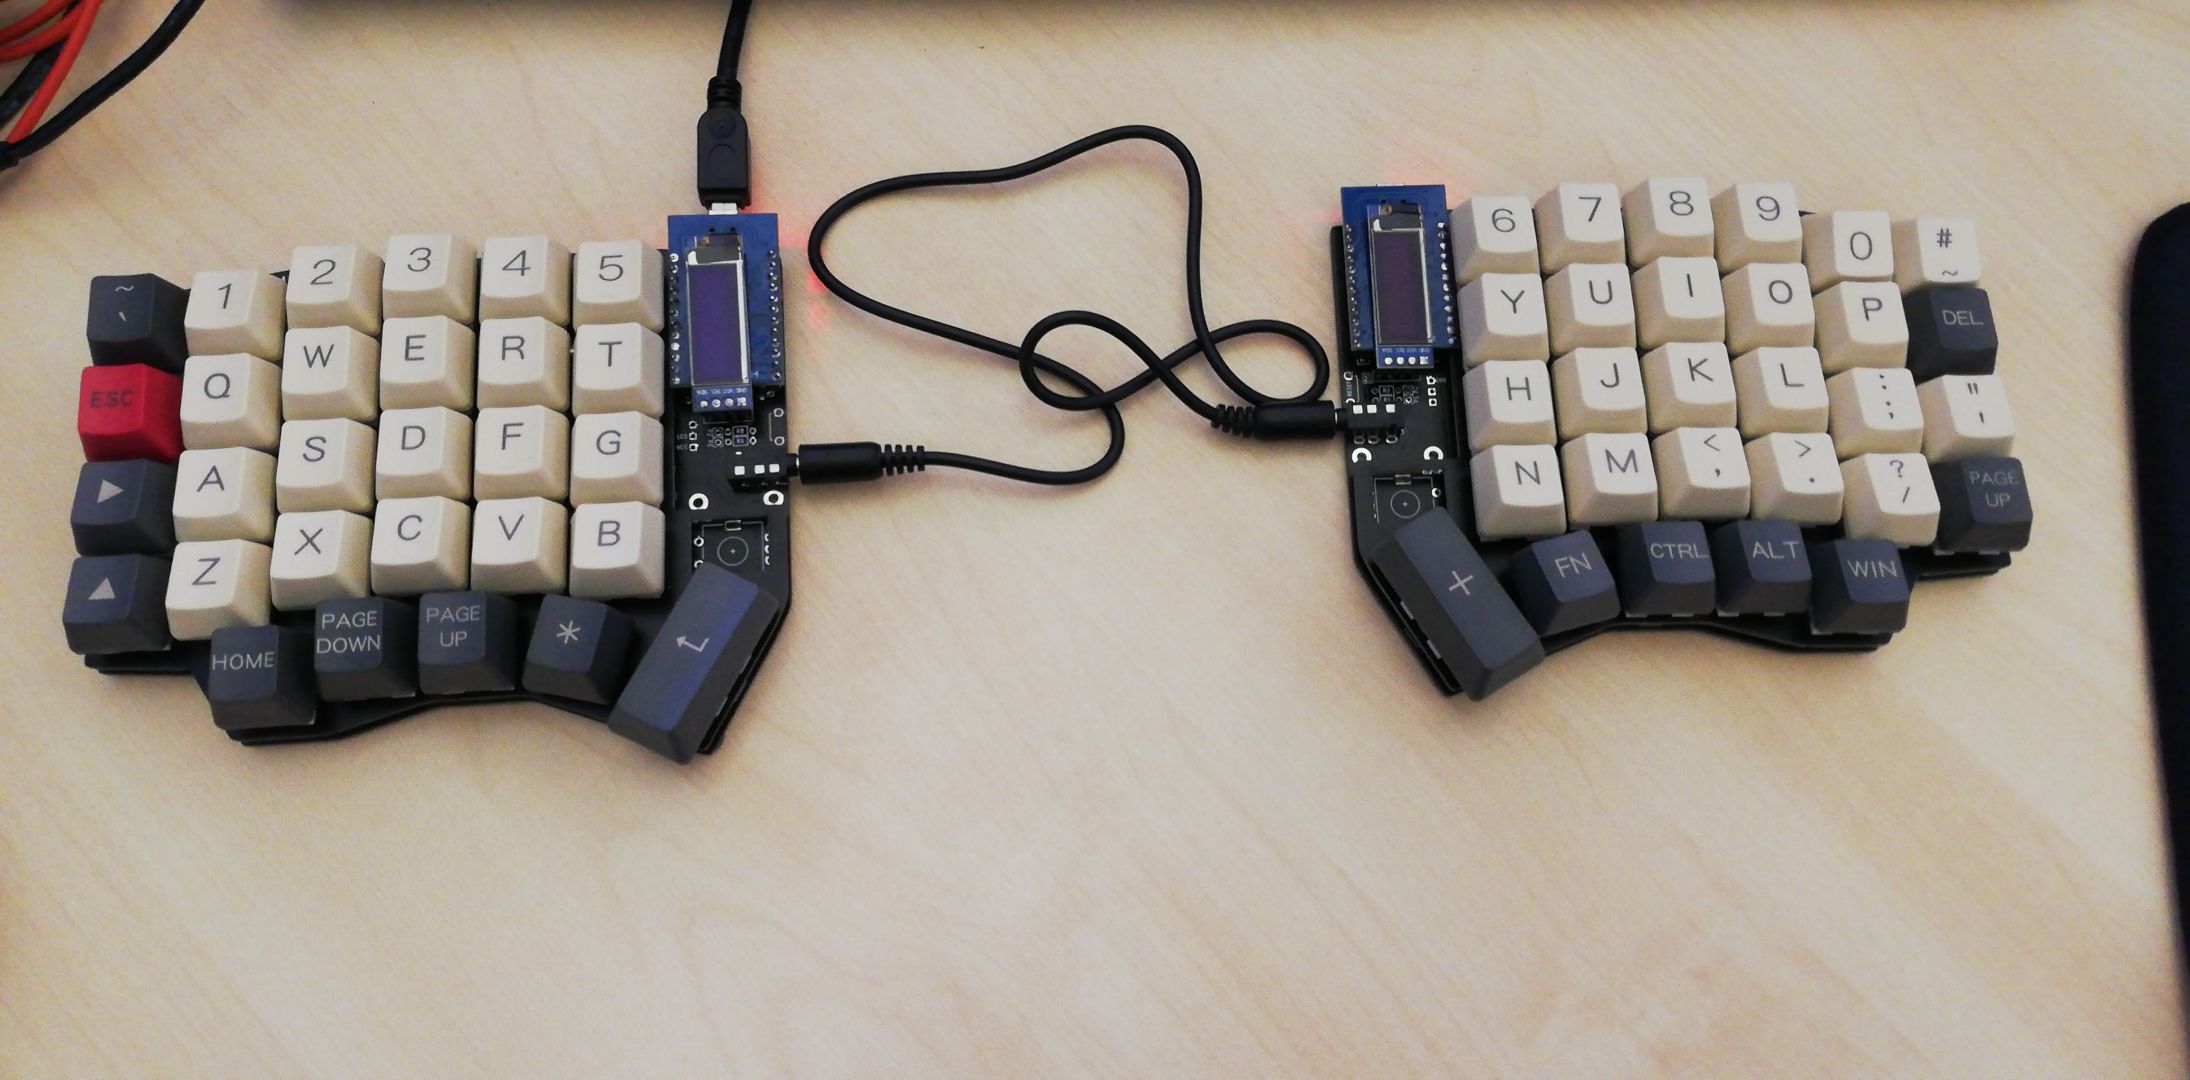 ~
`
1
2
3
4
5
ESC
Q
W
E
R
T
A
S
D
F
G
Z
X
C
V
B
HOME
PAGE
DOWN
PAGE
UP
*
6
7
8
9
0
#
~
Y
U
I
O
P
DEL
H
J
K
L
:
;
"
'
N
M
<
,
>
.
?
/
PAGE
UP
+
FN
CTRL
ALT
WIN